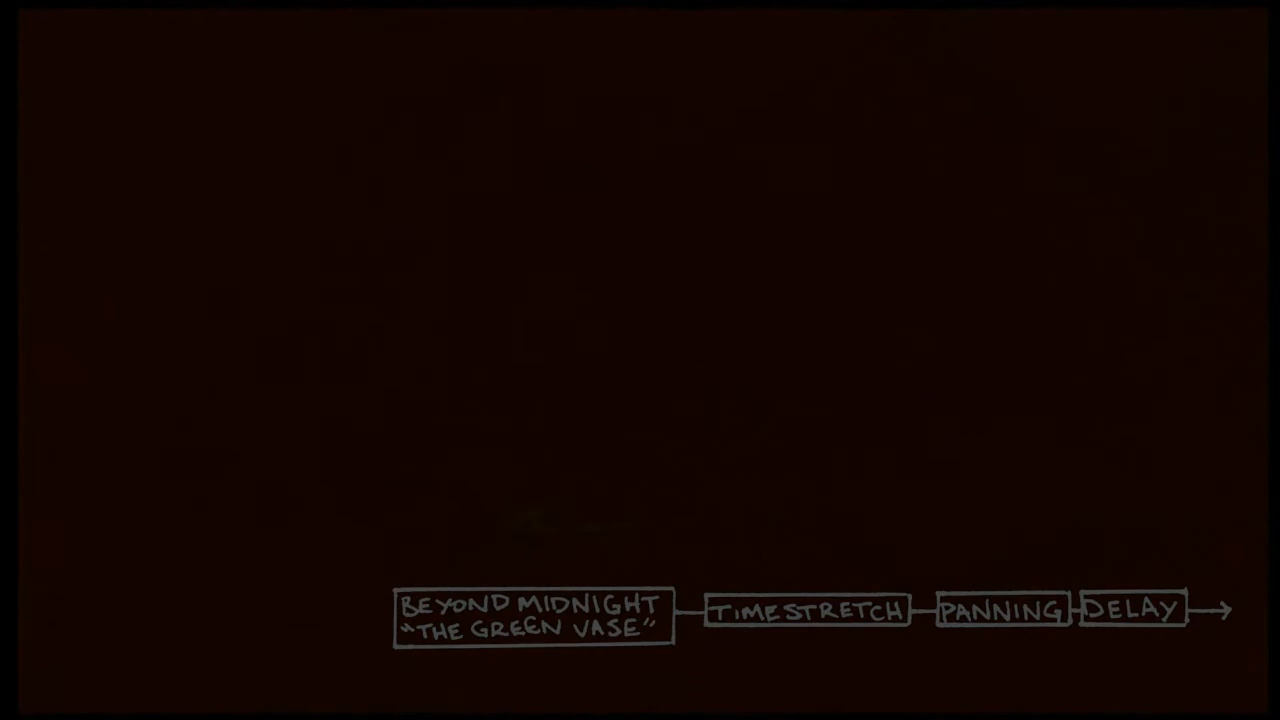 BEYOND MIDNIGHT
"THE GREEN VASE"
TIMESTRETCH
PANNING
DELAY